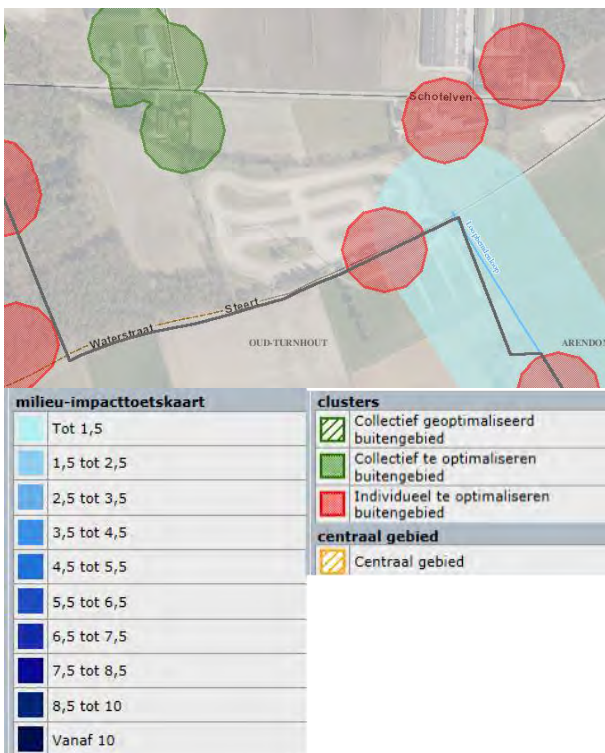 Schotelven
Loopheidsloop
Steert
Waterstraat
OUD-TURNHOUT
ARENDON
milieu-impacttoetskaart
Tot 1,5
1,5 tot 2,5
2,5 tot 3,5
3,5 tot 4,5
4,5 tot 5,5
5,5 tot 6,5
6,5 tot 7,5
7,5 tot 8,5
8,5 tot 10
Vanaf 10
clusters
Collectief geoptimaliseerd
buitengebied
Collectief te optimaliseren
buitengebied
Individueel te optimaliseren
buitengebied
centraal gebied
Centraal gebied